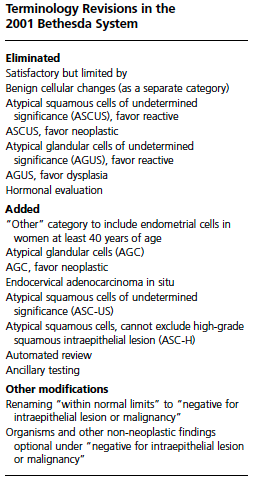 Terminology Revisions in the
2001 Bethesda System
Eliminated
Satisfactory but limited by
Benign cellular changes (as a separate category)
Atypical squamous cells of undetermined
significance (ASCUS), favor reactive
ASCUS, favor neoplastic
Atypical glandular cells of undetermined
significance (AGUS), favor reactive
AGUS, favor dysplasia
Hormonal evaluation
Added
“Other” category to include endometrial cells in
women at least 40 years of age
Atypical glandular cells (AGC)
AGC, favor neoplastic
Endocervical adenocarcinoma in situ
Atypical squamous cells of undetermined
significance (ASC-US)
Atypical squamous cells, cannot exclude high-grade
squamous intraepithelial lesion (ASC-H)
Automated review
Ancillary testing
Other modifications
Renaming “within normal limits” to “negative for
intraepithelial lesion or malignancy”
Organisms and other non-neoplastic findings
optional under “negative for intraepithelial lesion
or malignancy”